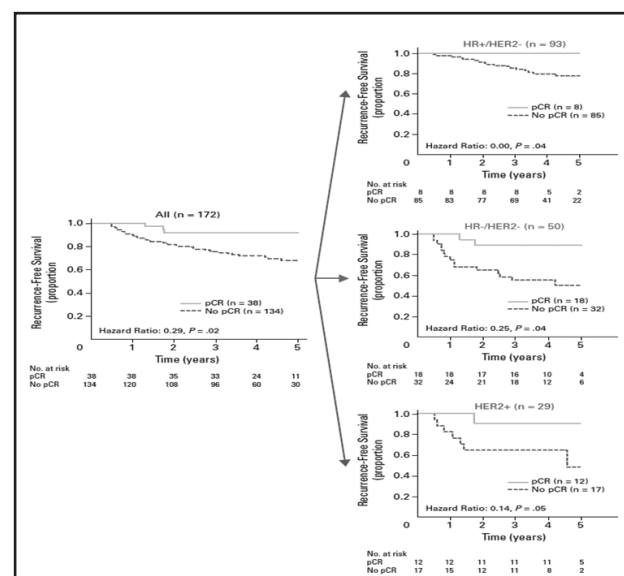 All (n = 172)
Recurrence-Free Survival
(proportion
1.0
0.8
0.6
0.4
0.2
pCR (n = 38)
No pCR (n = 134)
Hazard Ratio: 0.29, P = .02
0 1 2 3 4 5
Time (years)
No. at risk
pCR 38 38 35 33 24 11
No pCR 134 120 108 96 60 30
HR+/HER2- (n = 93)
Recurrence-Free Survival
(proportion
1.0
0.8
0.6
0.4
0.2
pCR (n = 8)
No pCR (n = 85)
Hazard Ratio: 0.00, P = .04
0 1 2 3 4 5
Time (years)
No. at risk
pCR 8 8 8 8 5 2
No pCR 85 83 77 69 41 22
HR-/HER2- (n = 50)
Recurrence-Free Survival
(proportion
1.0
0.8
0.6
0.4
0.2
pCR (n = 18)
No pCR (n = 32)
Hazard Ratio: 0.25, P = .04
0 1 2 3 4 5
Time (years)
No. at risk
pCR 18 18 17 16 10 4
No pCR 32 24 21 18 12 6
HER2+ (n = 29)
Recurrence-Free Survival
(proportion
1.0
0.8
0.6
0.4
0.2
pCR (n = 12)
No pCR (n = 17)
Hazard Ratio: 0.14, P = .05
0 1 2 3 4 5
Time (years)
No. at risk
pCR 12 12 11 11 11 5
No pCR 17 15 12 11 8 2